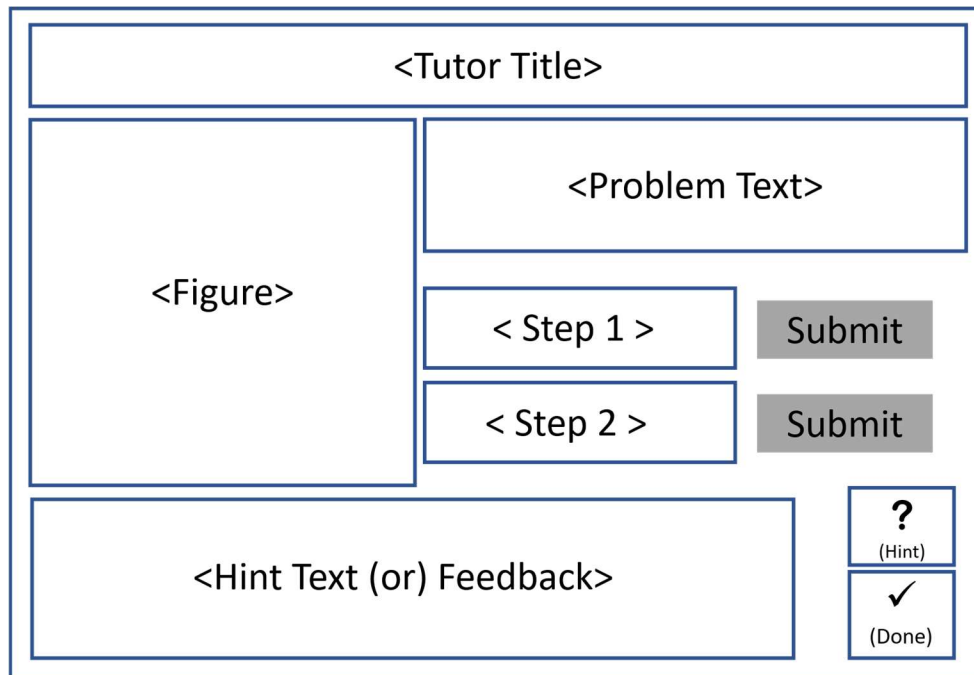 <Tutor Title>
<Problem Text>
<Figure>
< Step 1 >
Submit
< Step 2 >
Submit
<Hint Text (or) Feedback>
?
(Hint)
✓
(Done)